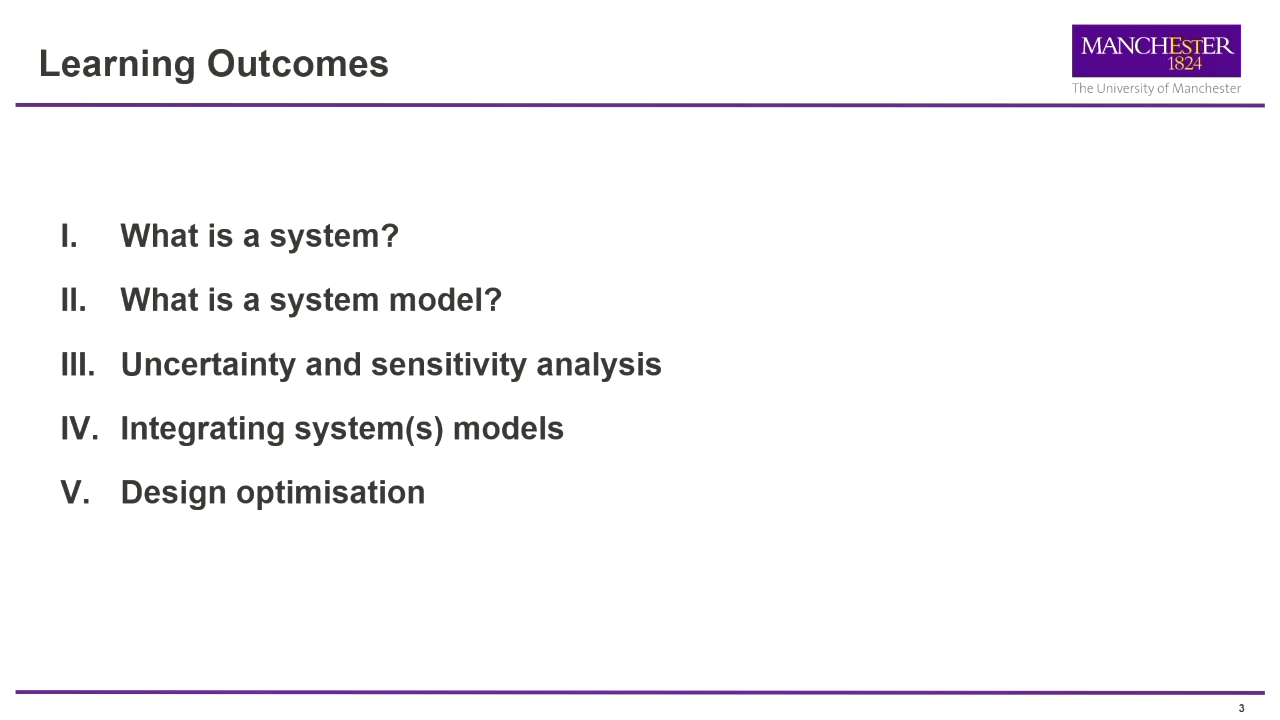 Learning Outcomes
MANCHESTER
1824
The University of Manchester
I. What is a system?
II. What is a system model?
III. Uncertainty and sensitivity analysis
IV. Integrating system(s) models
V. Design optimisation
3